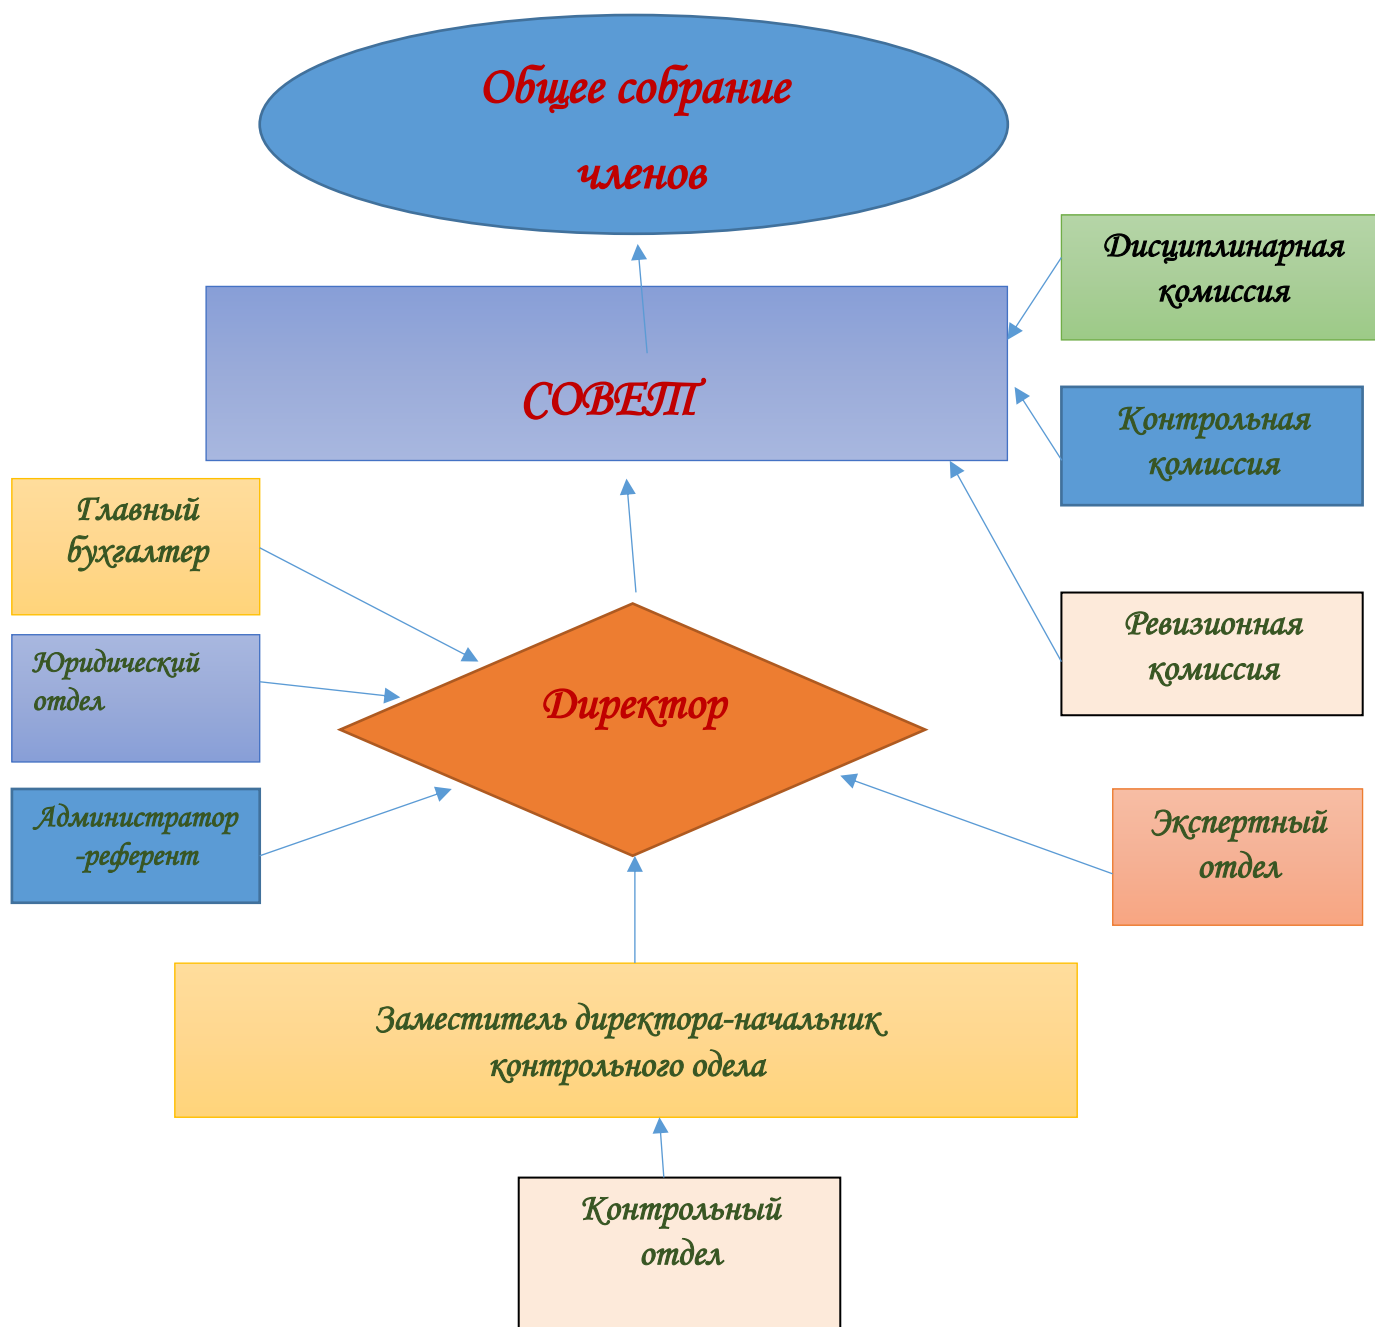 Общее собрание
членов
Дисциплинарная
комиссия
СОВЕТ
Контрольная
комиссия
Главный
бухгалтер
Ревизионная
комиссия
Юридический
отдел
Директор
Администратор
-референт
Экспертный
отдел
Заместитель директора-начальник
контрольного одела
Контрольный
отдел